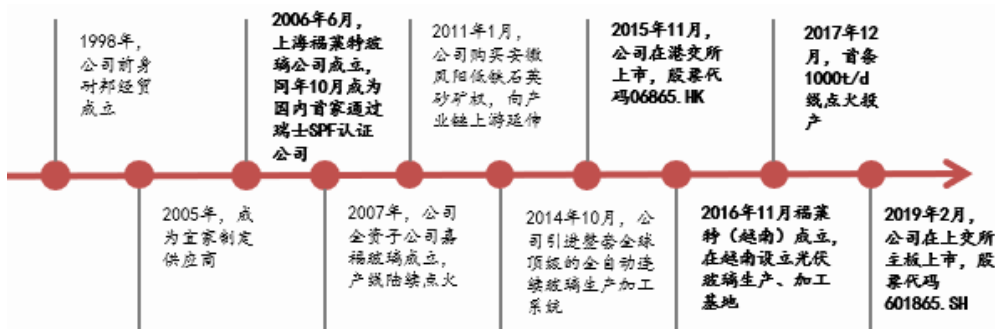 1998年，
公司前身
耐邦经贸
成立
2005年，成
为宜家制定
供应商
2006年6月，
上海福莱特玻
璃公司成立，
同年10月成为
国内首家通过
瑞士SPF认证
公司
2007年，公司
全资子公司嘉
福玻璃成立，
产线陆续点火
2011年1月，
公司购买安徽
凤阳低铁石英
砂矿权，向产
业链上游延伸
2014年10月，公
司引进整套全球
顶级的全自动连
续玻璃生产加工
系统
2015年11月，
公司在港交所
上市，股票代
码06865.HK
2016年11月福莱
特（越南）成立，
在越南设立光伏
玻璃生产、加工
基地
2017年12
月，首条
1000t/d
线点火投
产
2019年2月，
公司在上交所
主板上市，股
票代码
601865.SH